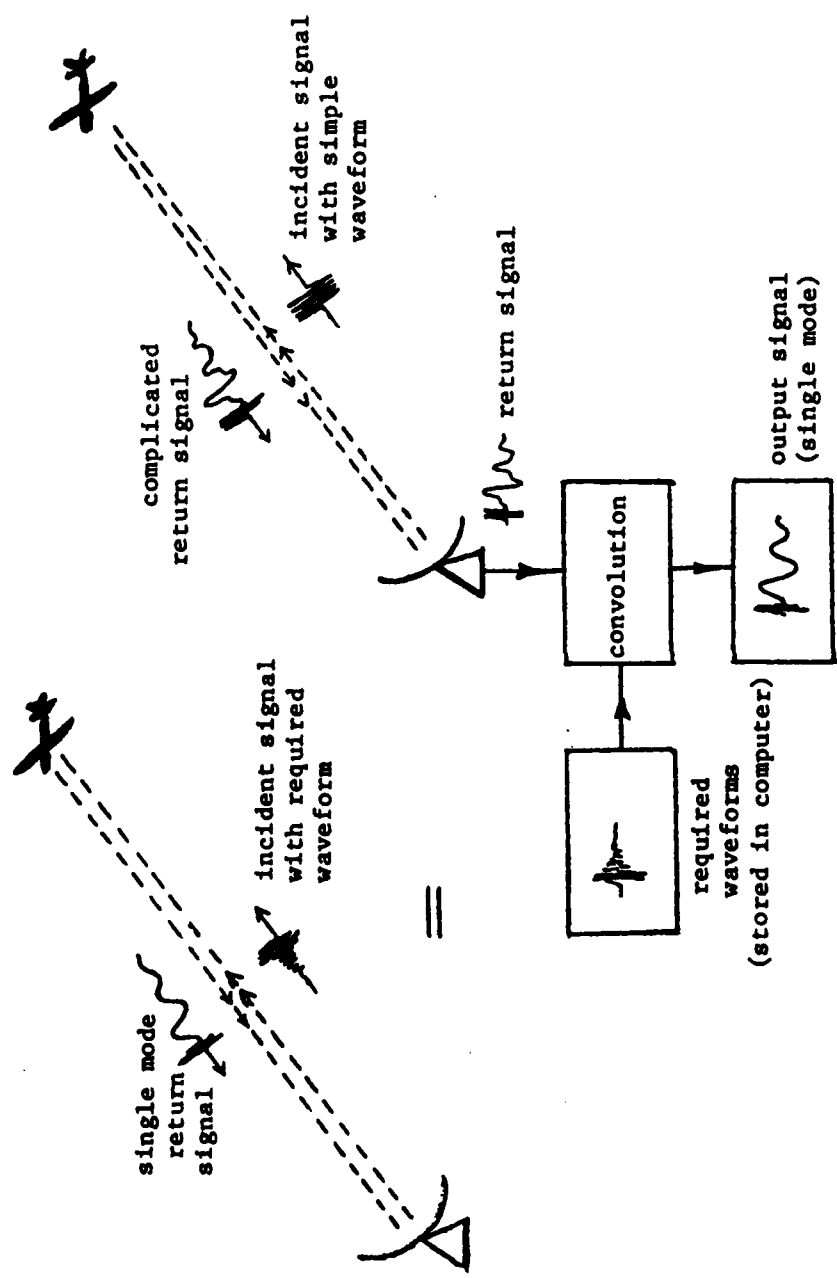 single mode
return
signal
incident signal
with required
waveform
=
complicated
return signal
incident signal
with simple
waveform
return signal
convolution
required
waveforms
(stored in computer)
output signal
(single mode)